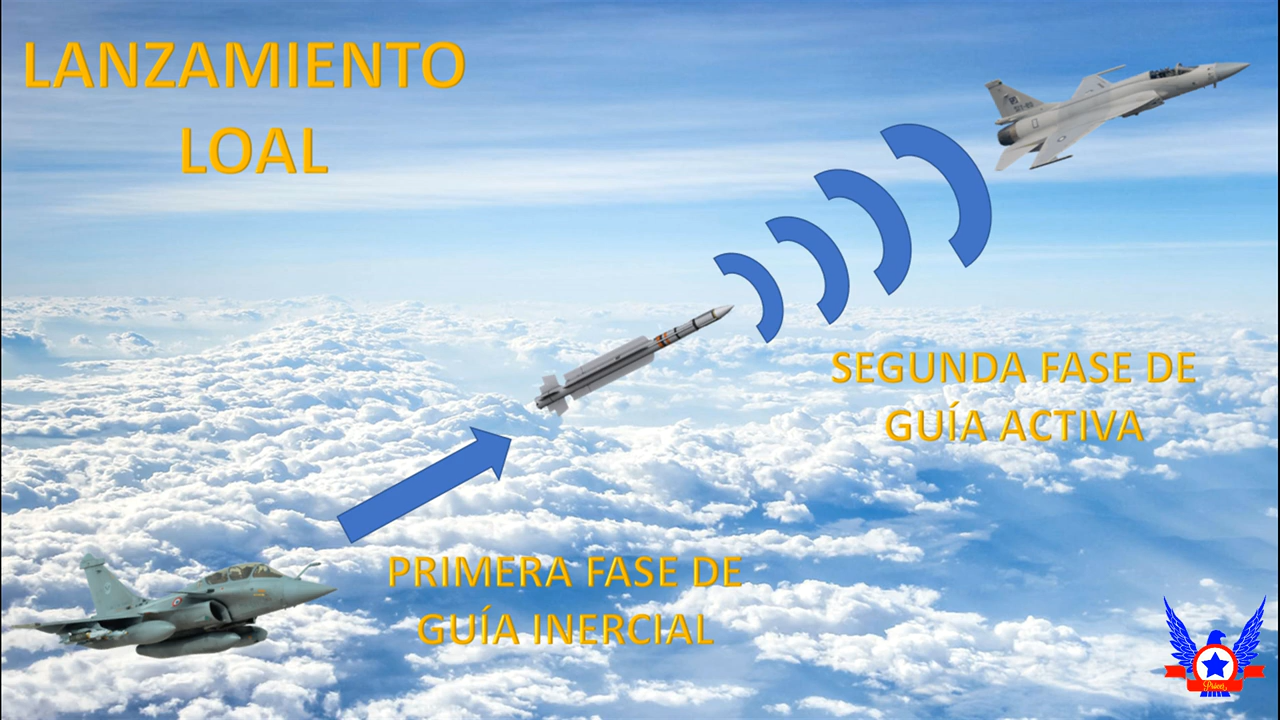 LANZAMIENTO
LOAL
SEGUNDA FASE DE
GUÍA ACTIVA
PRIMERA FASE DE
GUÍA INERCIAL